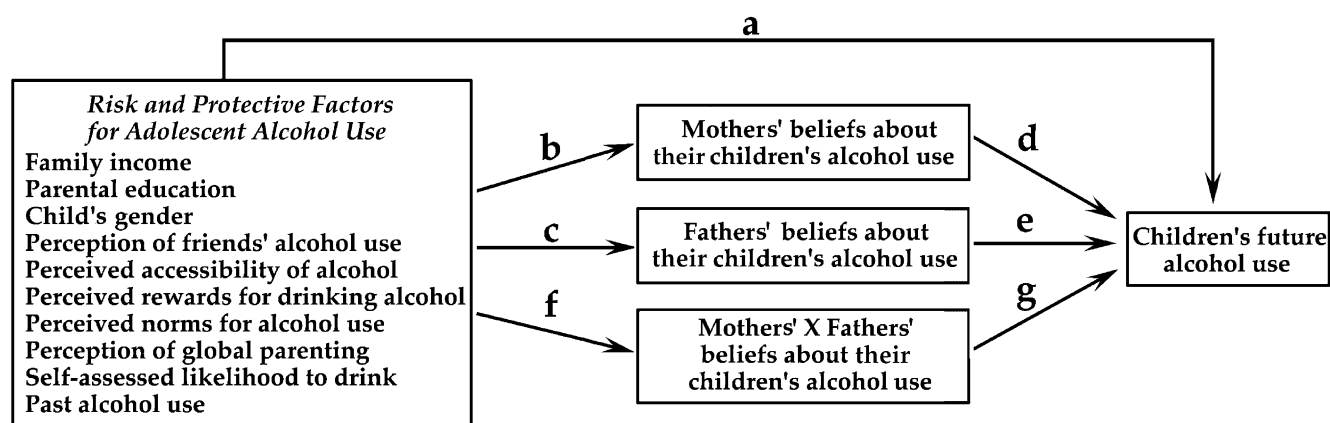 a
Risk and Protective Factors
for Adolescent Alcohol Use
Family income
Parental education
Child's gender
Perception of friends' alcohol use
Perceived accessibility of alcohol
Perceived rewards for drinking alcohol
Perceived norms for alcohol use
Perception of global parenting
Self-assessed likelihood to drink
Past alcohol use
b
c
f
Mothers' beliefs about
their children's alcohol use
Fathers' beliefs about
their children's alcohol use
Mothers' X Fathers'
beliefs about their
children's alcohol use
d
e
g
Children's future
alcohol use